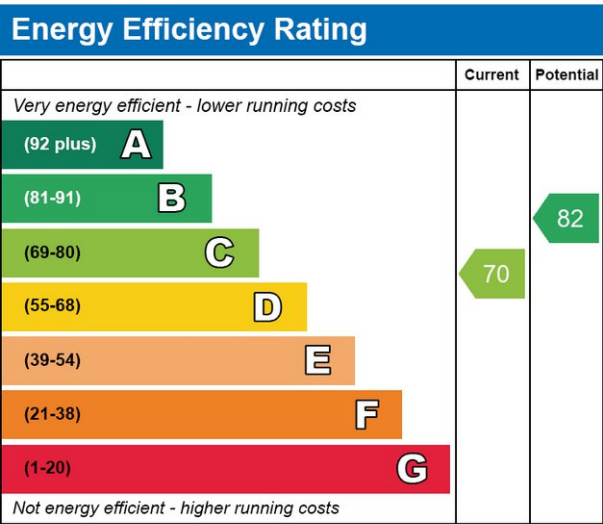 Energy Efficiency Rating
Current Potential
Very energy efficient - lower running costs
(92 plus) A
(81-91) B
82
(69-80) C
70
(55-68) D
(39-54) E
(21-38) F
(1-20) G
Not energy efficient - higher running costs